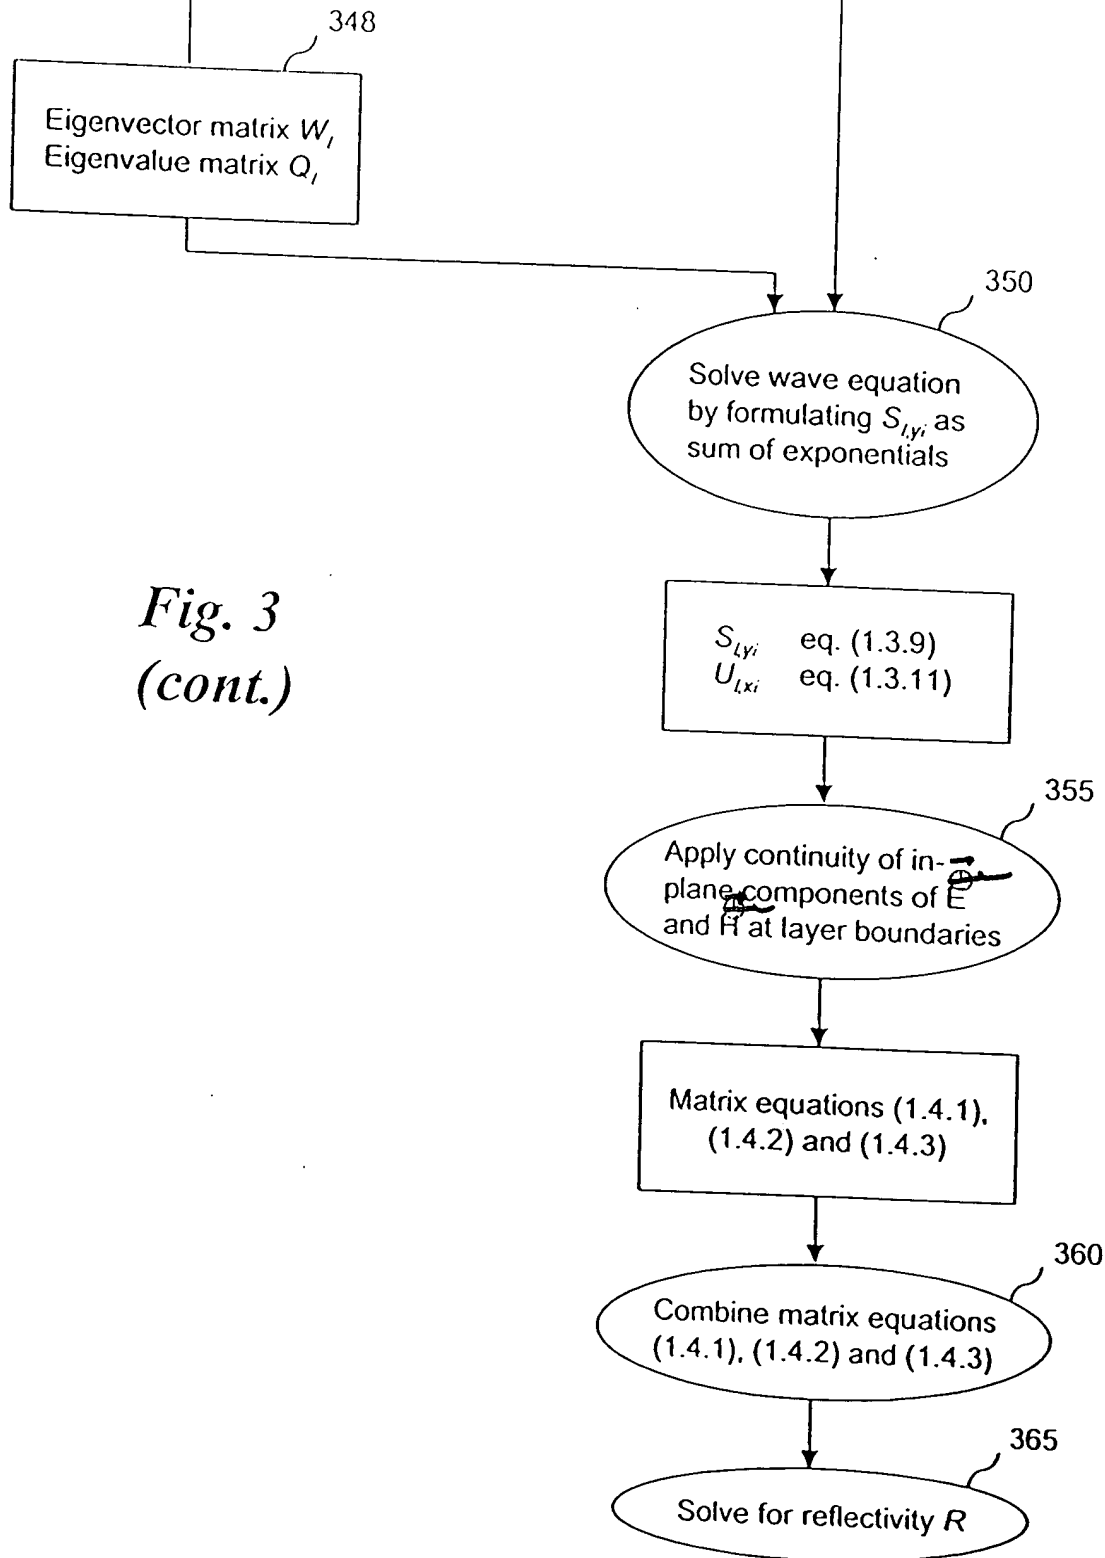 348
Eigenvector matrix W_l
Eigenvalue matrix Q_l
350
Solve wave equation
by formulating S_l,yi as
sum of exponentials
Fig. 3
(cont.)
S_l,yi eq. (1.3.9)
U_l,xi eq. (1.3.11)
355
Apply continuity of in-
plane components of E
and H at layer boundaries
Matrix equations (1.4.1),
(1.4.2) and (1.4.3)
360
Combine matrix equations
(1.4.1), (1.4.2) and (1.4.3)
365
Solve for reflectivity R